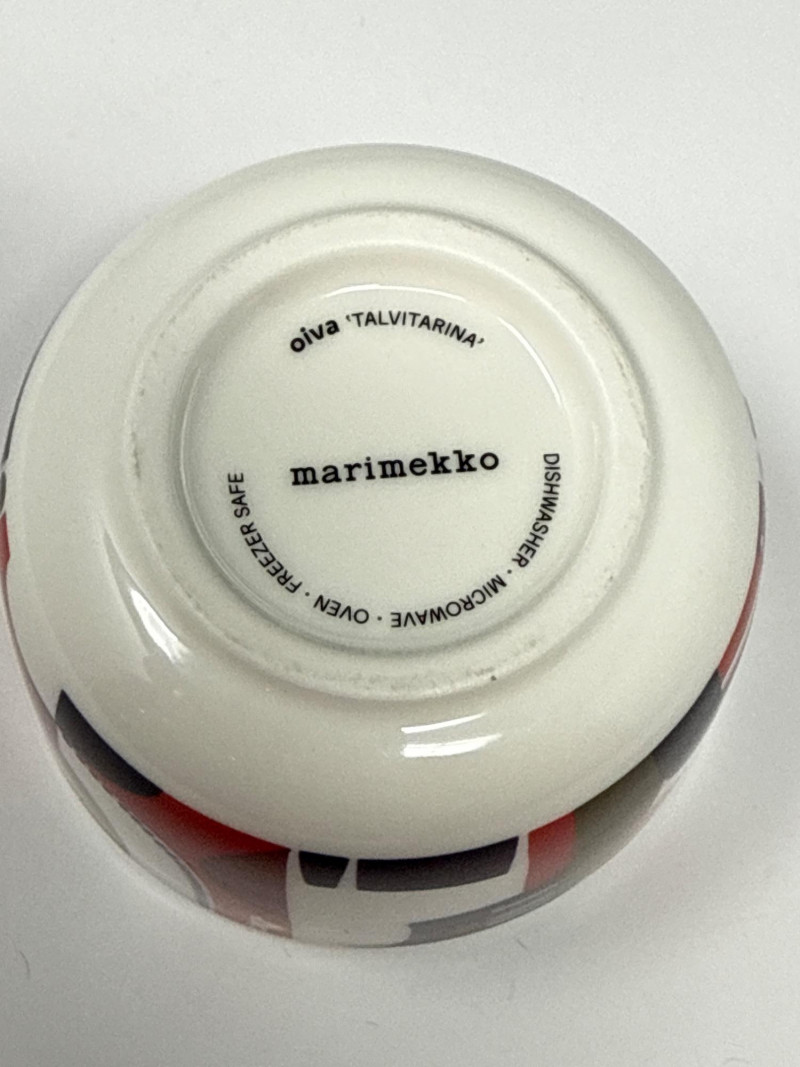 oiva ‘TALVITARINA’
marimekko
DISHWASHER · MICROWAVE · OVEN · FREEZER SAFE